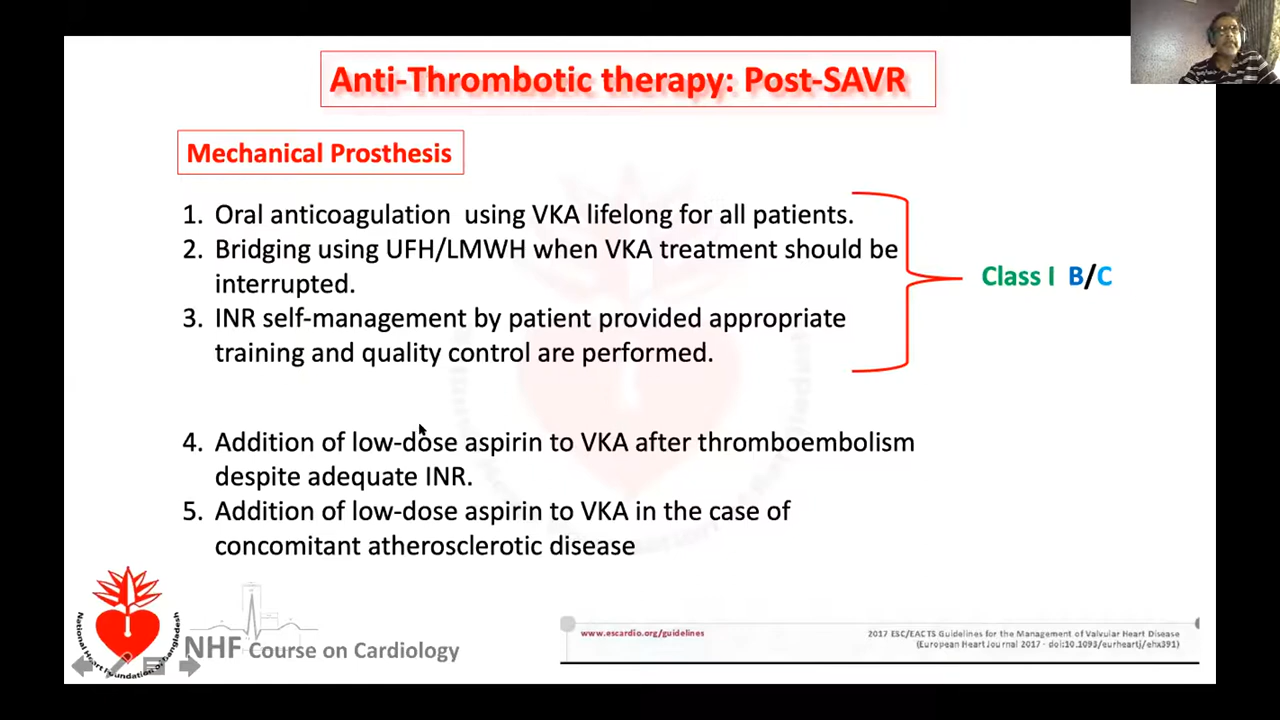 Anti-Thrombotic therapy: Post-SAVR
Mechanical Prosthesis
1. Oral anticoagulation using VKA lifelong for all patients.
2. Bridging using UFH/LMWH when VKA treatment should be
interrupted.
3. INR self-management by patient provided appropriate
training and quality control are performed.
Class I B/C
4. Addition of low-dose aspirin to VKA after thromboembolism
despite adequate INR.
5. Addition of low-dose aspirin to VKA in the case of
concomitant atherosclerotic disease
National Heart Foundation of Bangladesh
NHF Course on Cardiology
www.escardio.org/guidelines
2017 ESC/EACTS Guidelines for the Management of Valvular Heart Disease
(European Heart Journal 2017 - doi:10.1093/eurheartj/ehx391)